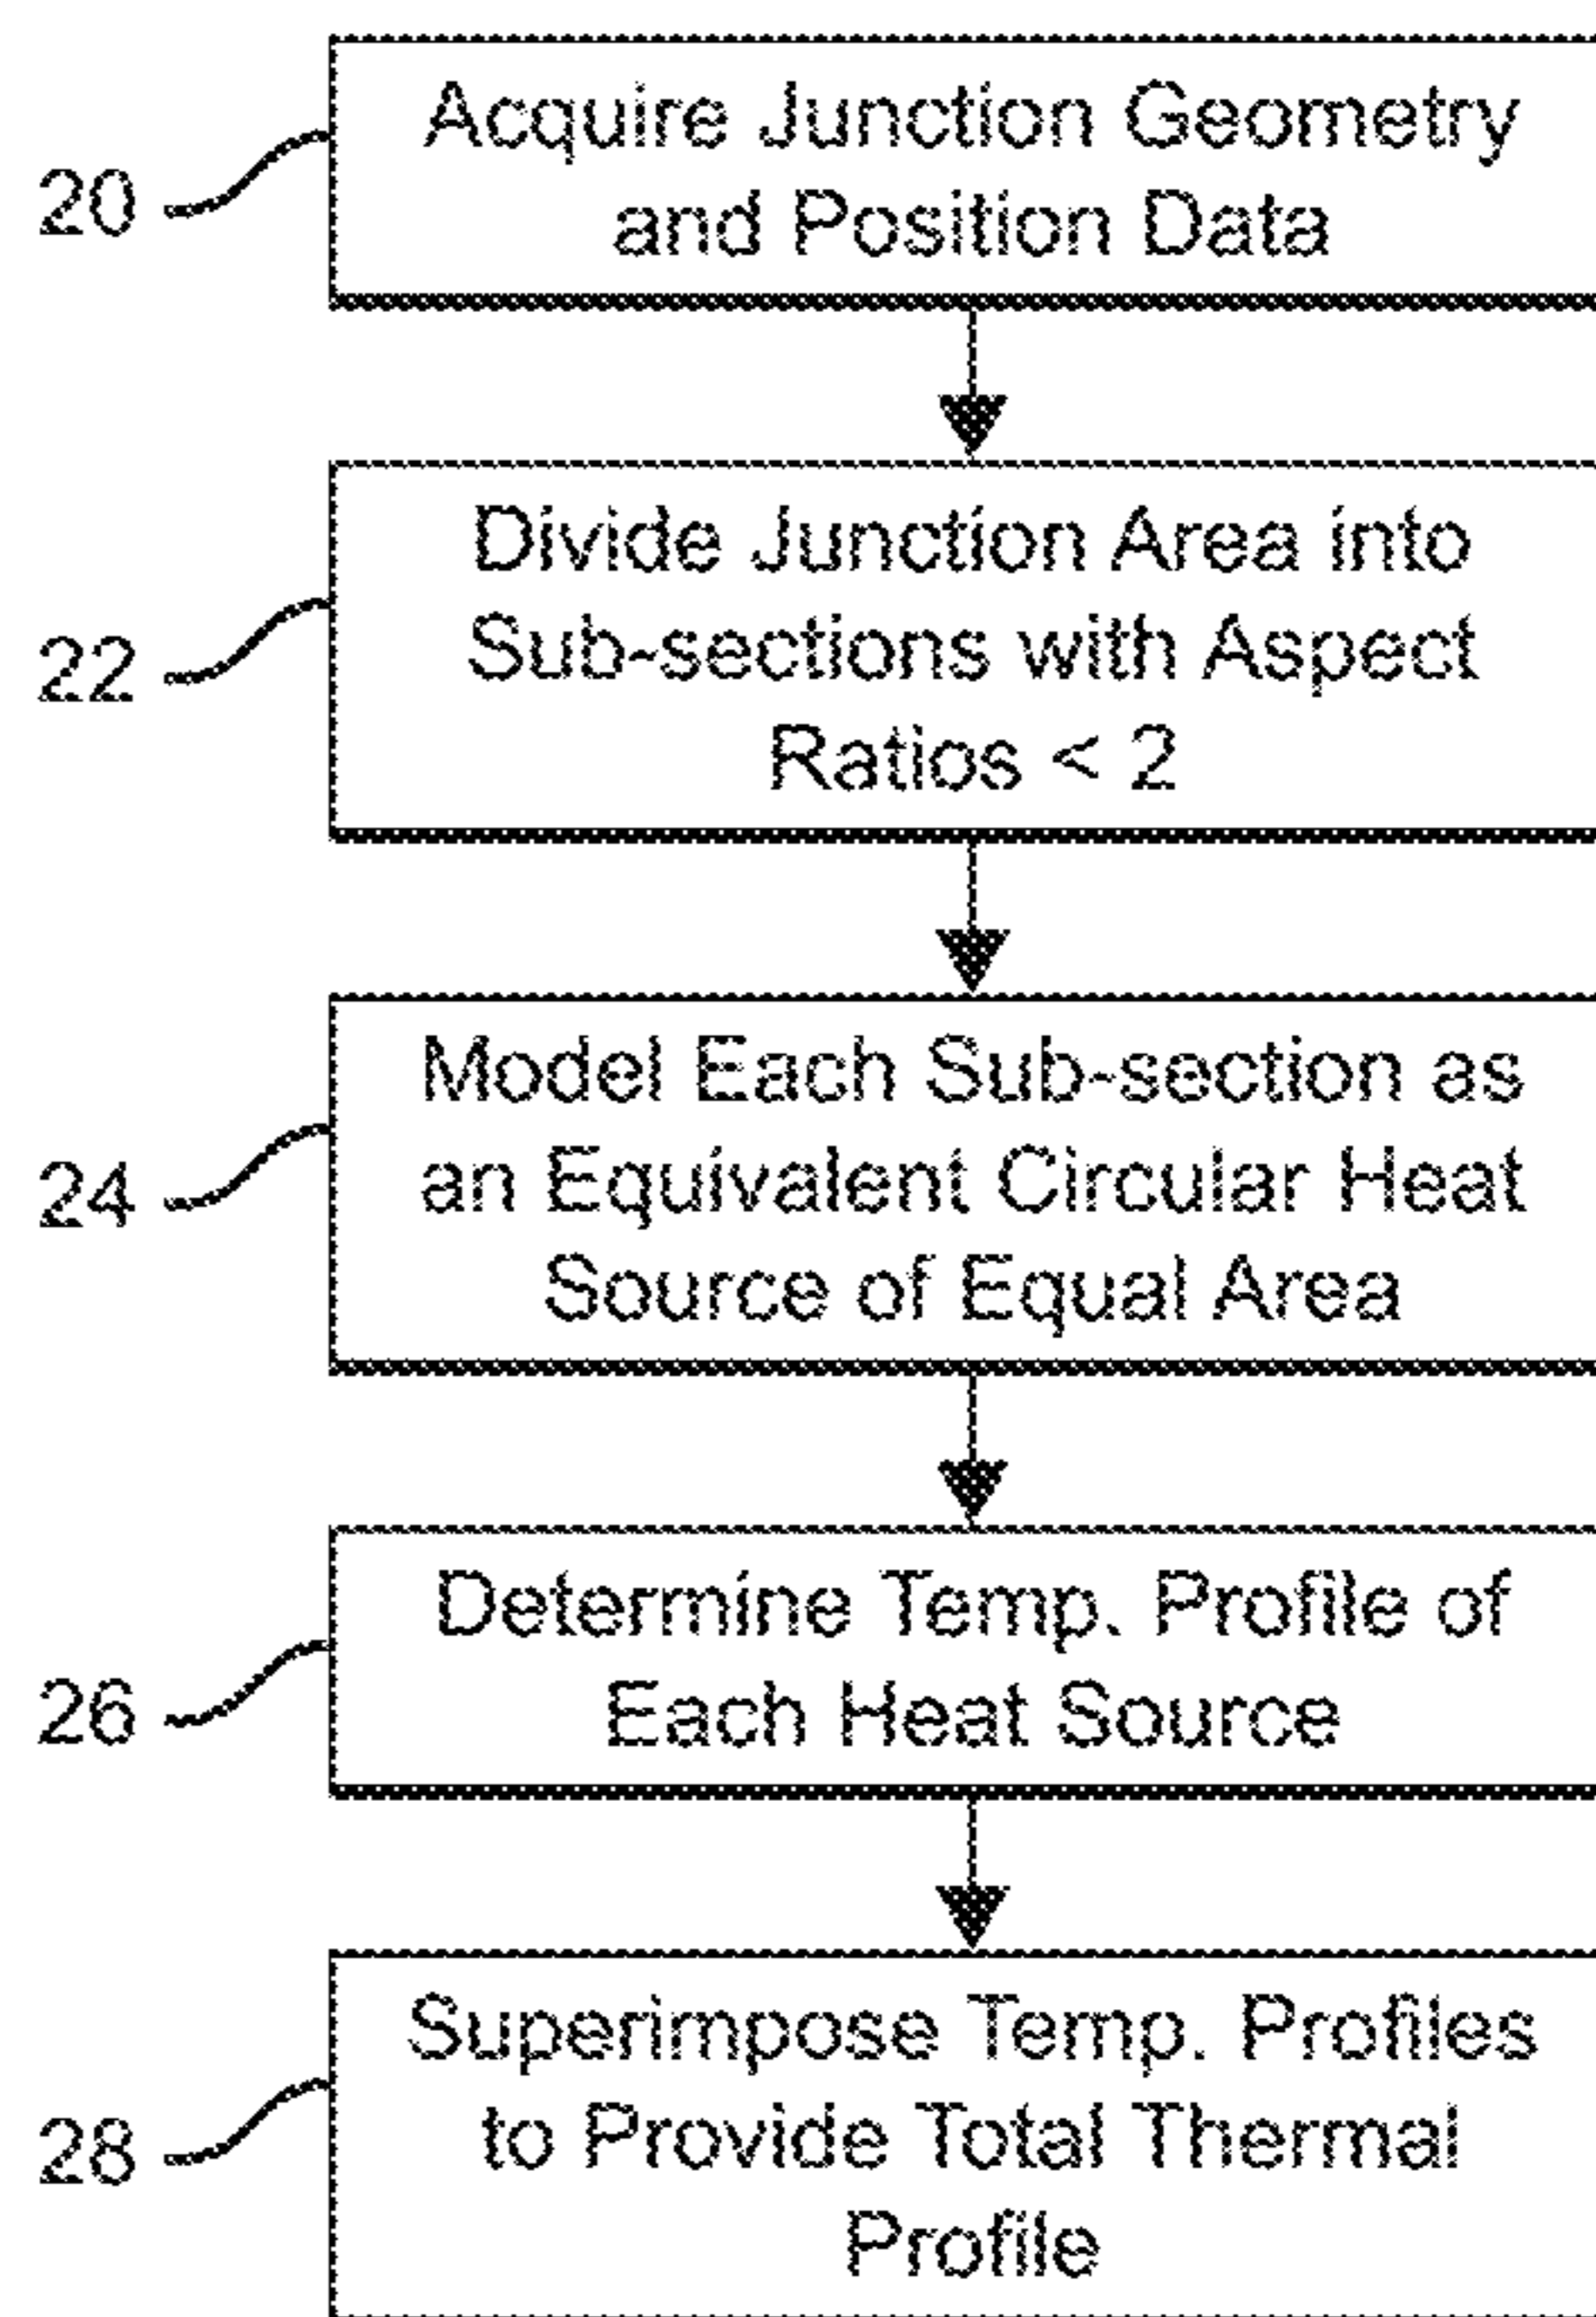 20
Acquire Junction Geometry
and Position Data
22
Divide Junction Area into
Sub-sections with Aspect
Ratios < 2
24
Model Each Sub-section as
an Equivalent Circular Heat
Source of Equal Area
26
Determine Temp. Profile of
Each Heat Source
28
Superimpose Temp. Profiles
to Provide Total Thermal
Profile